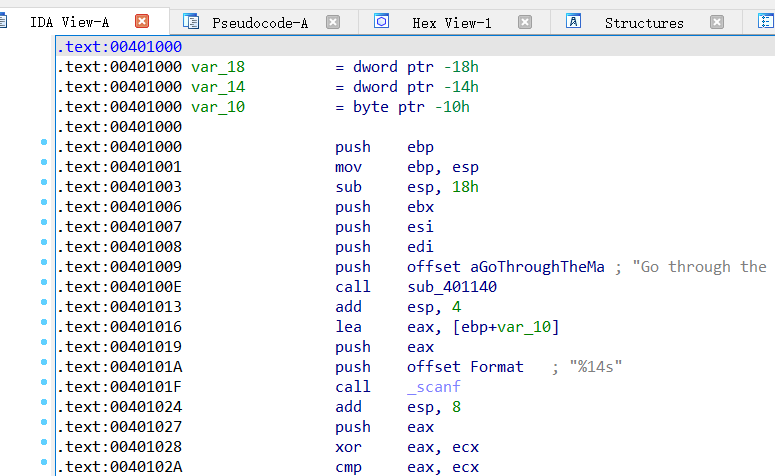 IDA View-A Pseudocode-A Hex View-1 Structures
.text:00401000
.text:00401000 var_18 = dword ptr -18h
.text:00401000 var_14 = dword ptr -14h
.text:00401000 var_10 = byte ptr -10h
.text:00401000
.text:00401000 push ebp
.text:00401001 mov ebp, esp
.text:00401003 sub esp, 18h
.text:00401006 push ebx
.text:00401007 push esi
.text:00401008 push edi
.text:00401009 push offset aGoThroughTheMa ; "Go through the
.text:0040100E call sub_401140
.text:00401013 add esp, 4
.text:00401016 lea eax, [ebp+var_10]
.text:00401019 push eax
.text:0040101A push offset Format ; "%14s"
.text:0040101F call _scanf
.text:00401024 add esp, 8
.text:00401027 push eax
.text:00401028 xor eax, ecx
.text:0040102A cmp eax, ecx